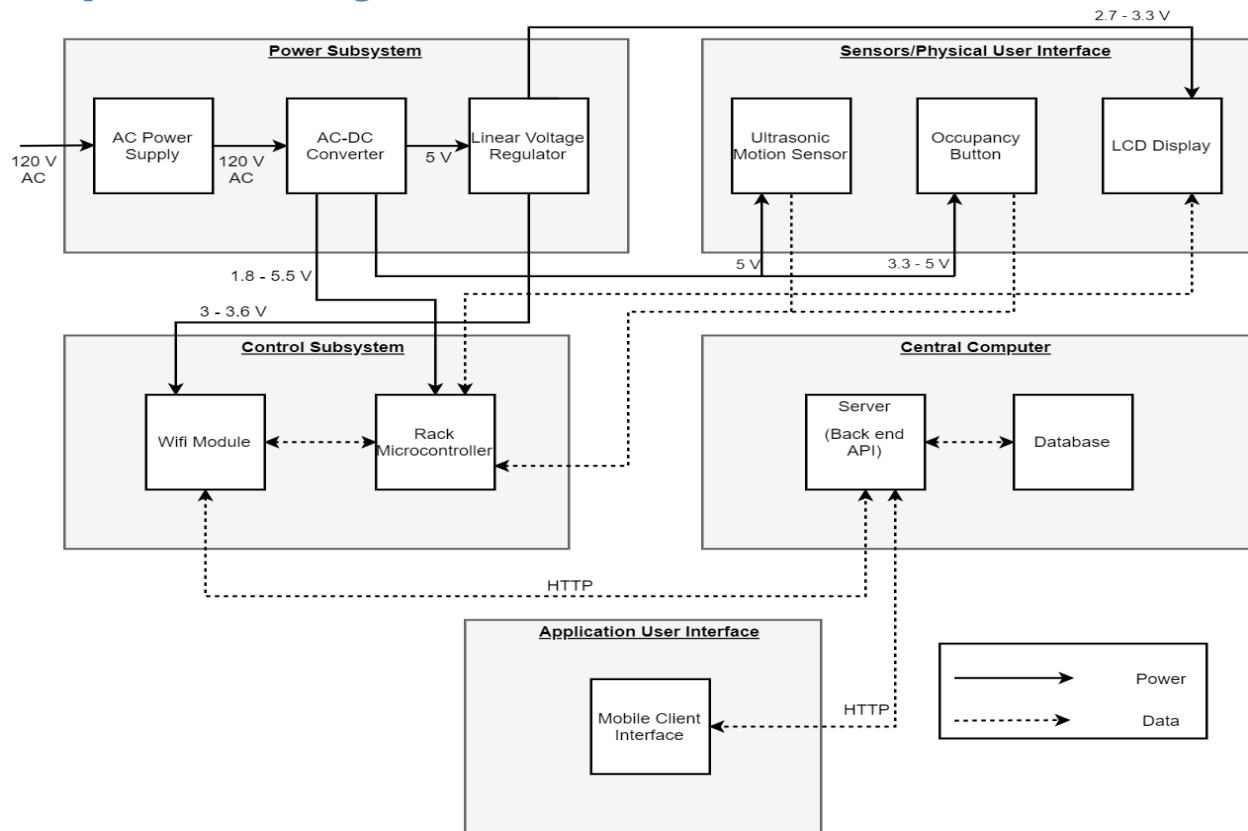 2.7 - 3.3 V
Power Subsystem
Sensors/Physical User Interface
AC Power
Supply
AC-DC
Converter
Linear Voltage
Regulator
Ultrasonic
Motion Sensor
Occupancy
Button
LCD Display
120 V
AC
120 V
AC
5 V
1.8 - 5.5 V
5 V
3.3 - 5 V
3 - 3.6 V
Control Subsystem
Central Computer
Wifi Module
Rack
Microcontroller
Server
(Back end
API)
Database
HTTP
Application User Interface
Mobile Client
Interface
HTTP
Power
Data